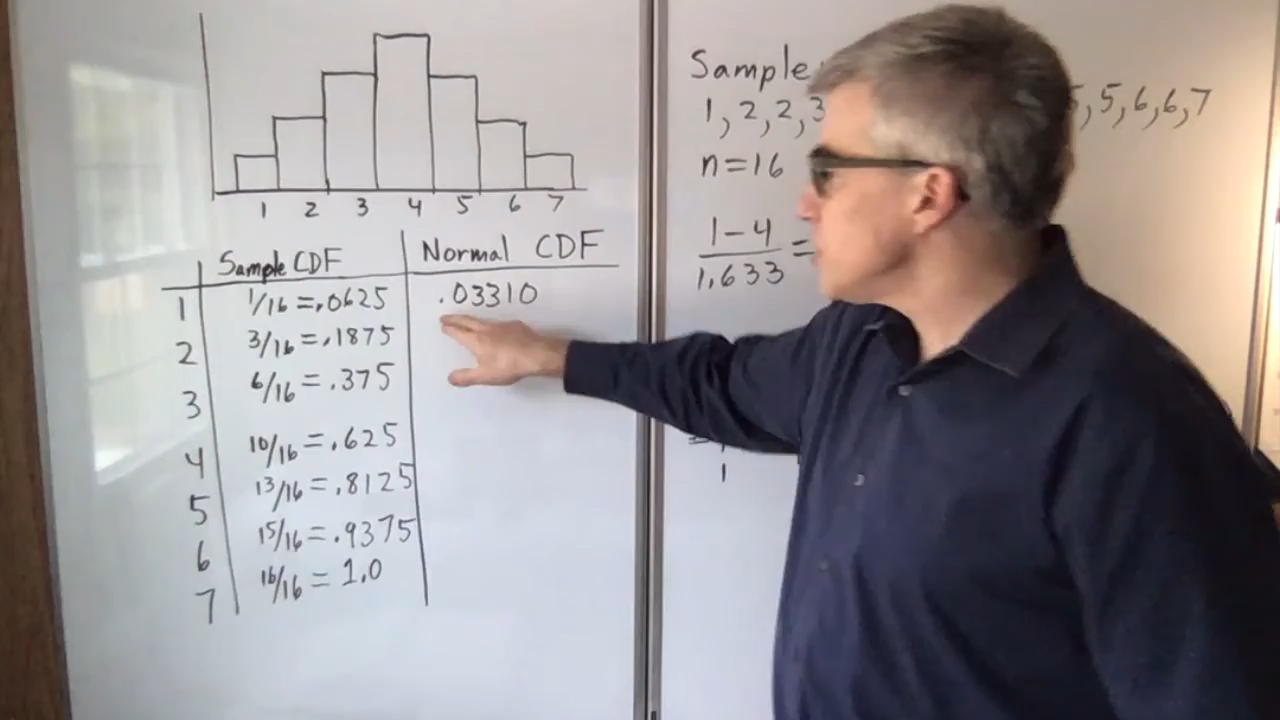 1 2 3 4 5 6 7
Sample CDF Normal CDF
1 1/16 = .0625 .03310
2 3/16 = .1875
3 6/16 = .375
4 10/16 = .625
5 13/16 = .8125
6 15/16 = .9375
7 16/16 = 1.0
Sample
1, 2, 2, 3 5, 6, 6, 7
n = 16
1 - 4 =
1.633
1